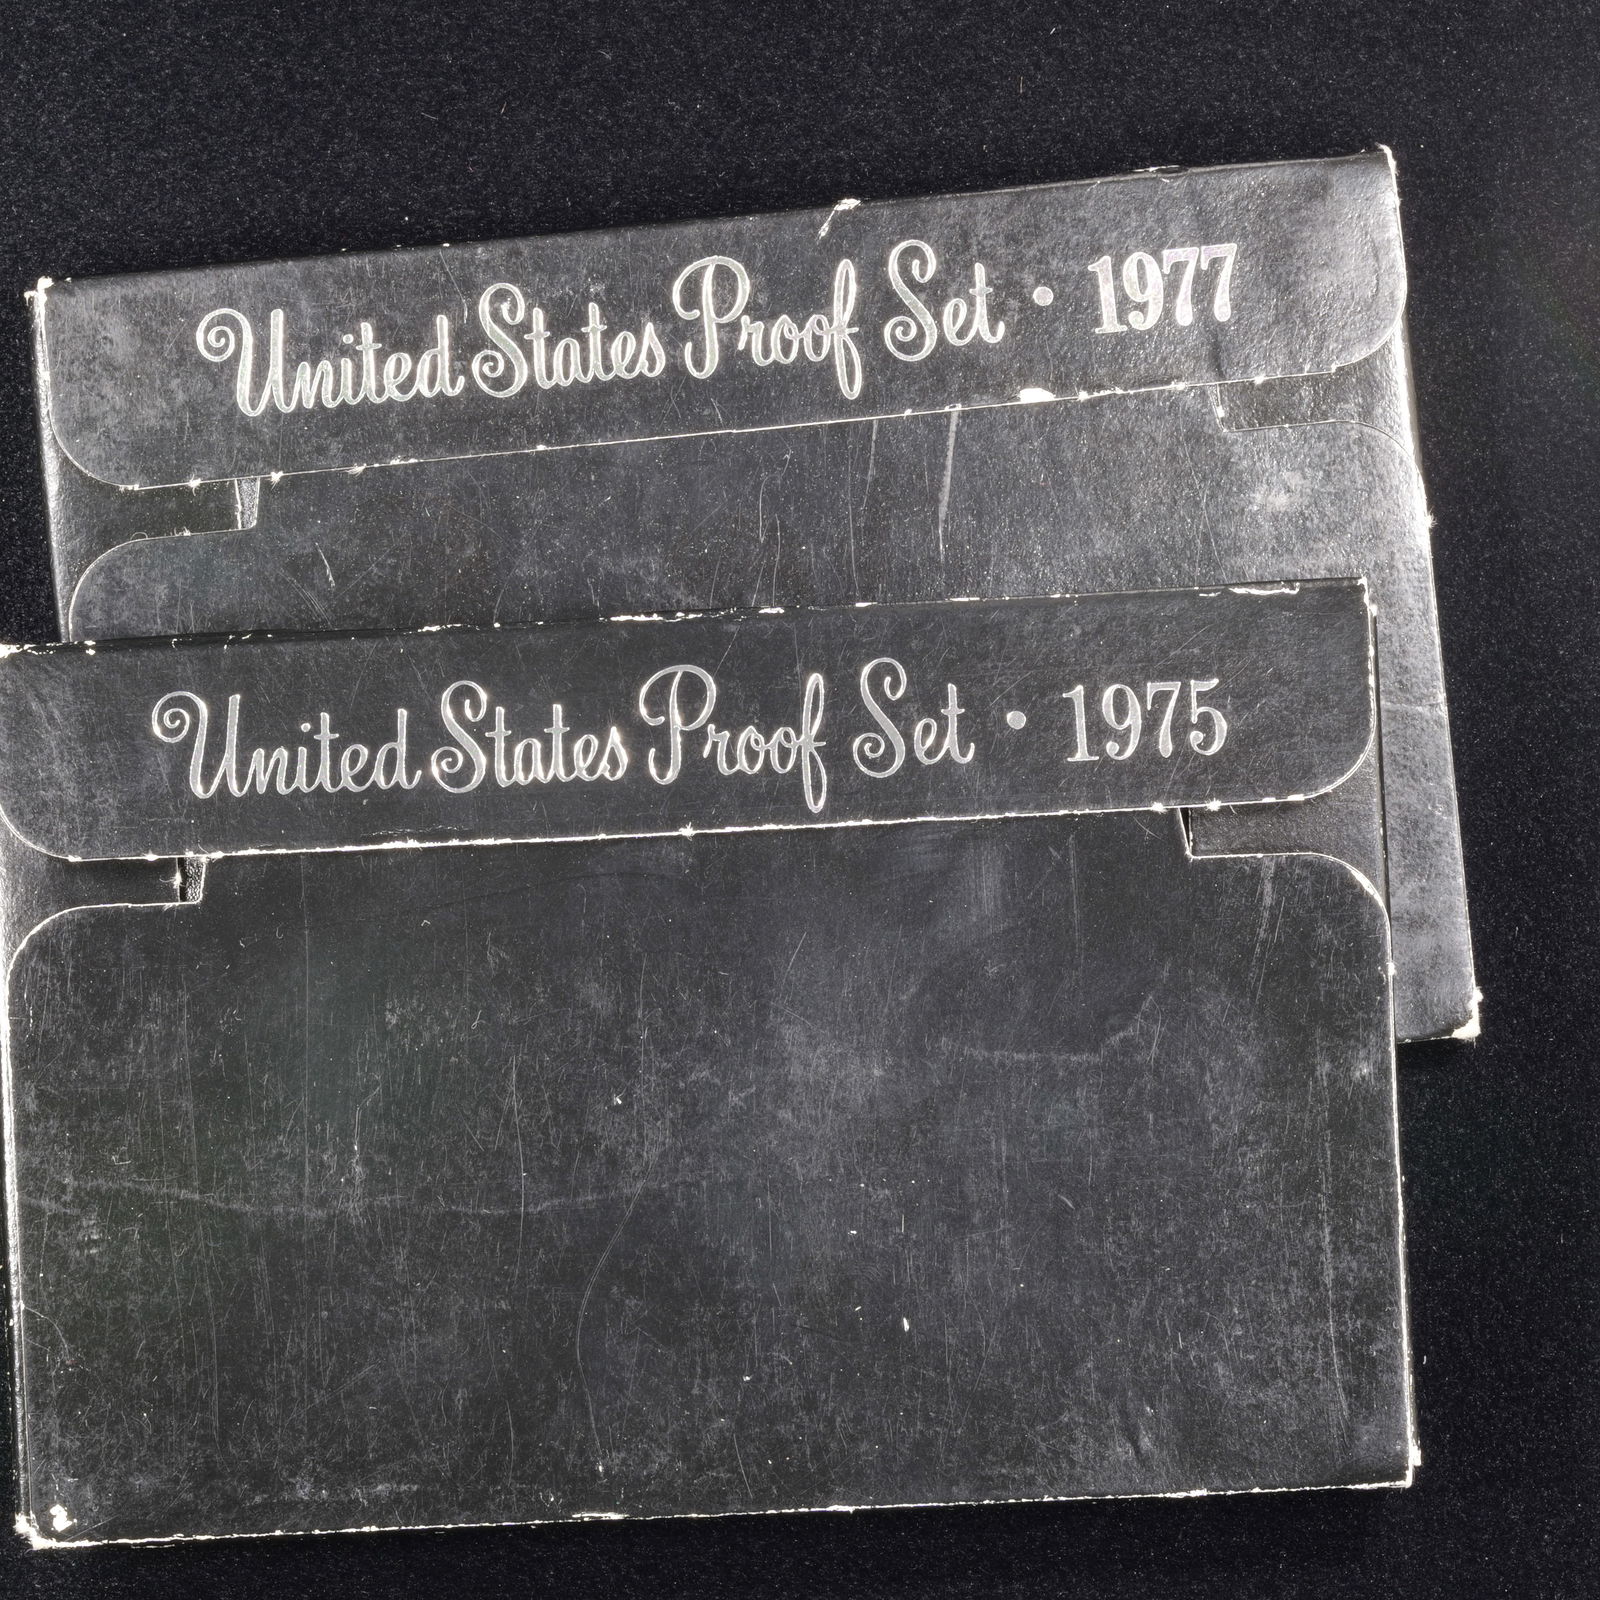 United States Proof Set • 1977
United States Proof Set • 1975